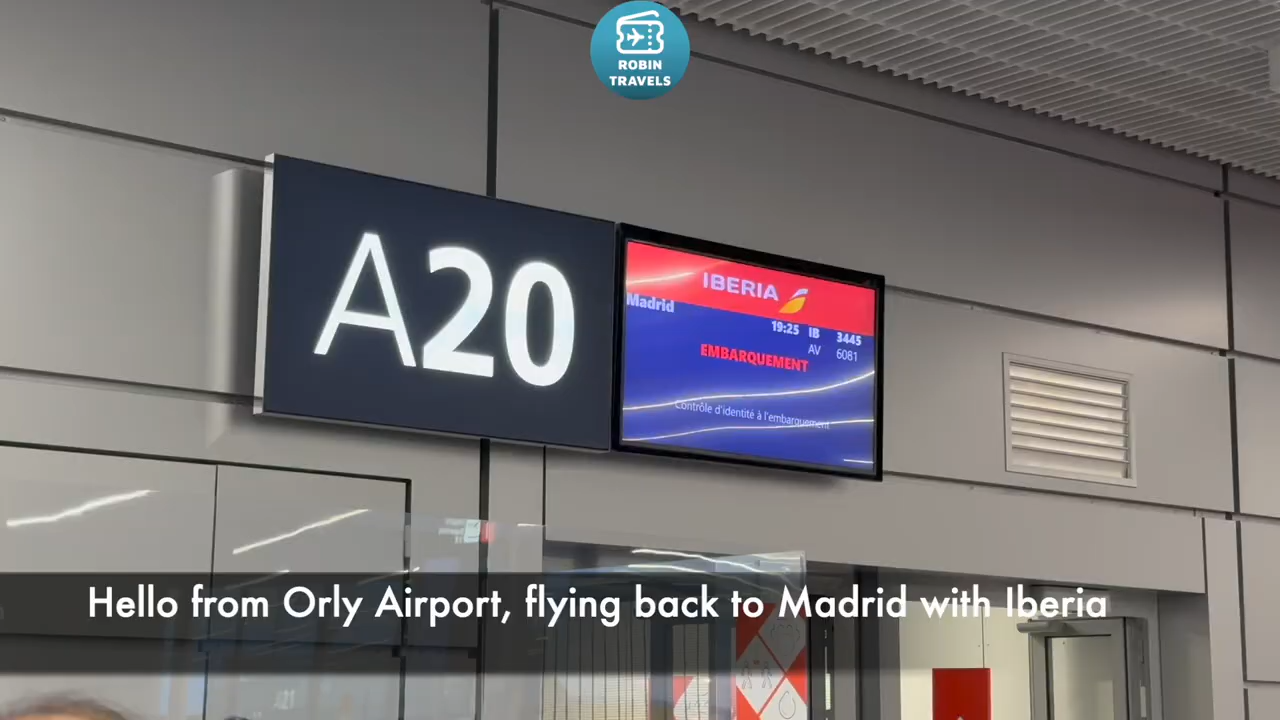 ROBIN
TRAVELS
A20
IBERIA
Madrid
19:25 IB 3445
AV 6081
EMBARQUEMENT
Contrôle d'identité à l'embarquement
Hello from Orly Airport, flying back to Madrid with Iberia